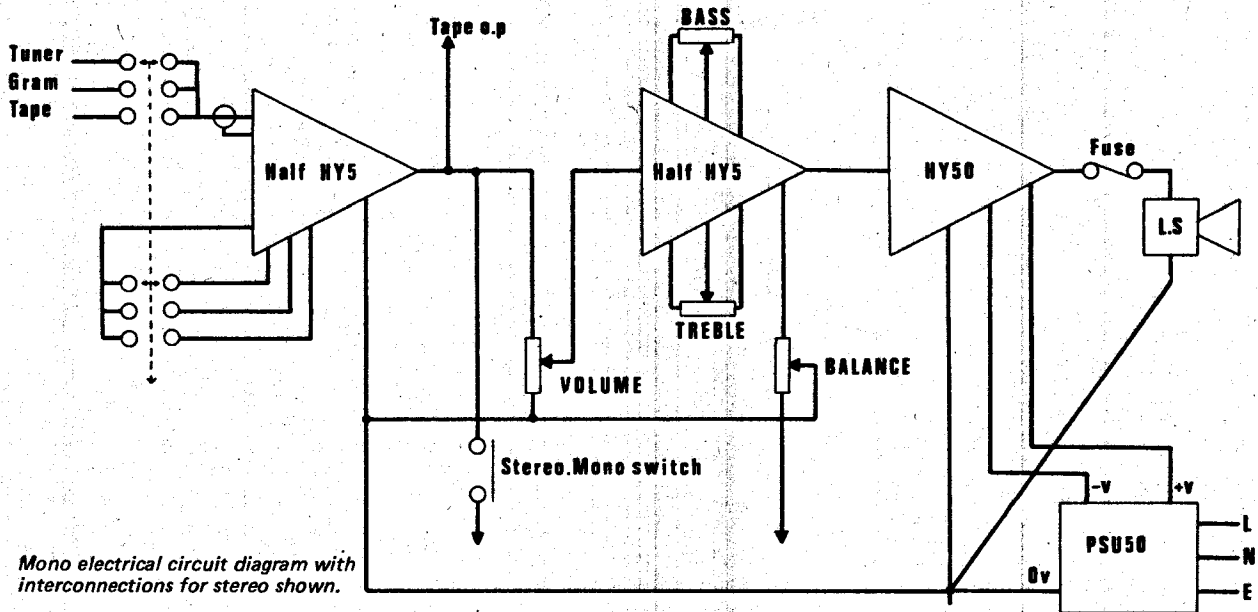 BASS
Tape o.p
Tuner
Gram
Tape
Half HY5
Half HY5
HY50
Fuse
L.S
TREBLE
VOLUME
BALANCE
Stereo.Mono switch
-v
+v
PSU50
L
N
E
0v
Mono electrical circuit diagram with
interconnections for stereo shown.